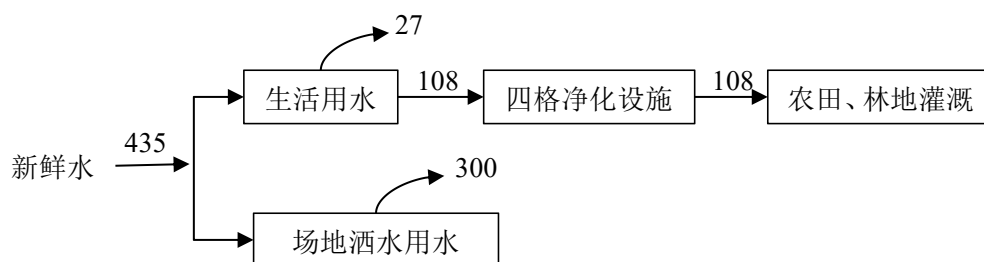 27
生活用水
108
四格净化设施
108
农田、林地灌溉
新鲜水
435
300
场地洒水用水